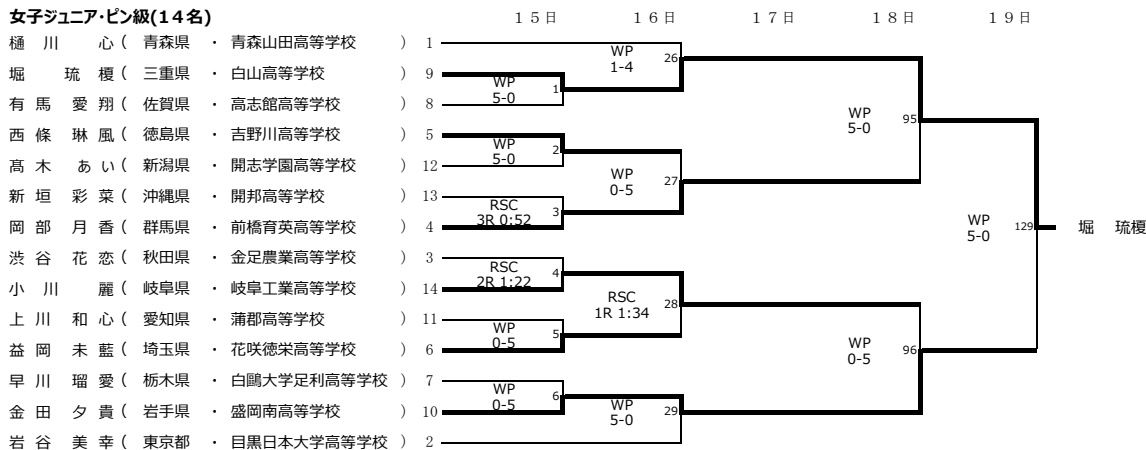 女子ジュニア・ピン級(14名) 15日 16日 17日 18日 19日
樋川 心 ( 青森県 ・ 青森山田高等学校 ) 1
WP 26
1-4
堀 琉榎 ( 三重県 ・ 白山高等学校 ) 9
WP 1
5-0
有馬 愛翔 ( 佐賀県 ・ 高志館高等学校 ) 8
WP 95
5-0
西條 琳風 ( 徳島県 ・ 吉野川高等学校 ) 5
WP 2
5-0
髙木 あい ( 新潟県 ・ 開志学園高等学校 ) 12
WP 27
0-5
新垣 彩菜 ( 沖縄県 ・ 開邦高等学校 ) 13
RSC 3
3R 0:52
岡部 月香 ( 群馬県 ・ 前橋育英高等学校 ) 4
WP 129 堀 琉榎
5-0
渋谷 花恋 ( 秋田県 ・ 金足農業高等学校 ) 3
RSC 4
2R 1:22
小川 麗 ( 岐阜県 ・ 岐阜工業高等学校 ) 14
RSC 28
1R 1:34
上川 和心 ( 愛知県 ・ 蒲郡高等学校 ) 11
WP 5
0-5
益岡 未藍 ( 埼玉県 ・ 花咲徳栄高等学校 ) 6
WP 96
0-5
早川 瑠愛 ( 栃木県 ・ 白鷗大学足利高等学校 ) 7
WP 6
0-5
金田 夕貴 ( 岩手県 ・ 盛岡南高等学校 ) 10
WP 29
5-0
岩谷 美幸 ( 東京都 ・ 目黒日本大学高等学校 ) 2